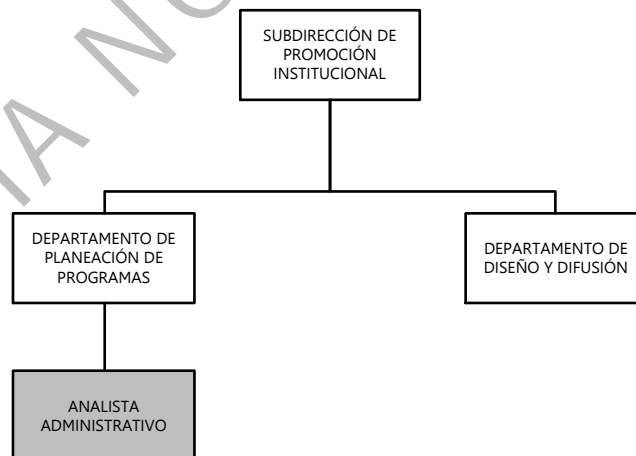 SUBDIRECCIÓN DE
PROMOCIÓN
INSTITUCIONAL
DEPARTAMENTO DE
PLANEACIÓN DE
PROGRAMAS
DEPARTAMENTO DE
DISEÑO Y DIFUSIÓN
ANALISTA
ADMINISTRATIVO